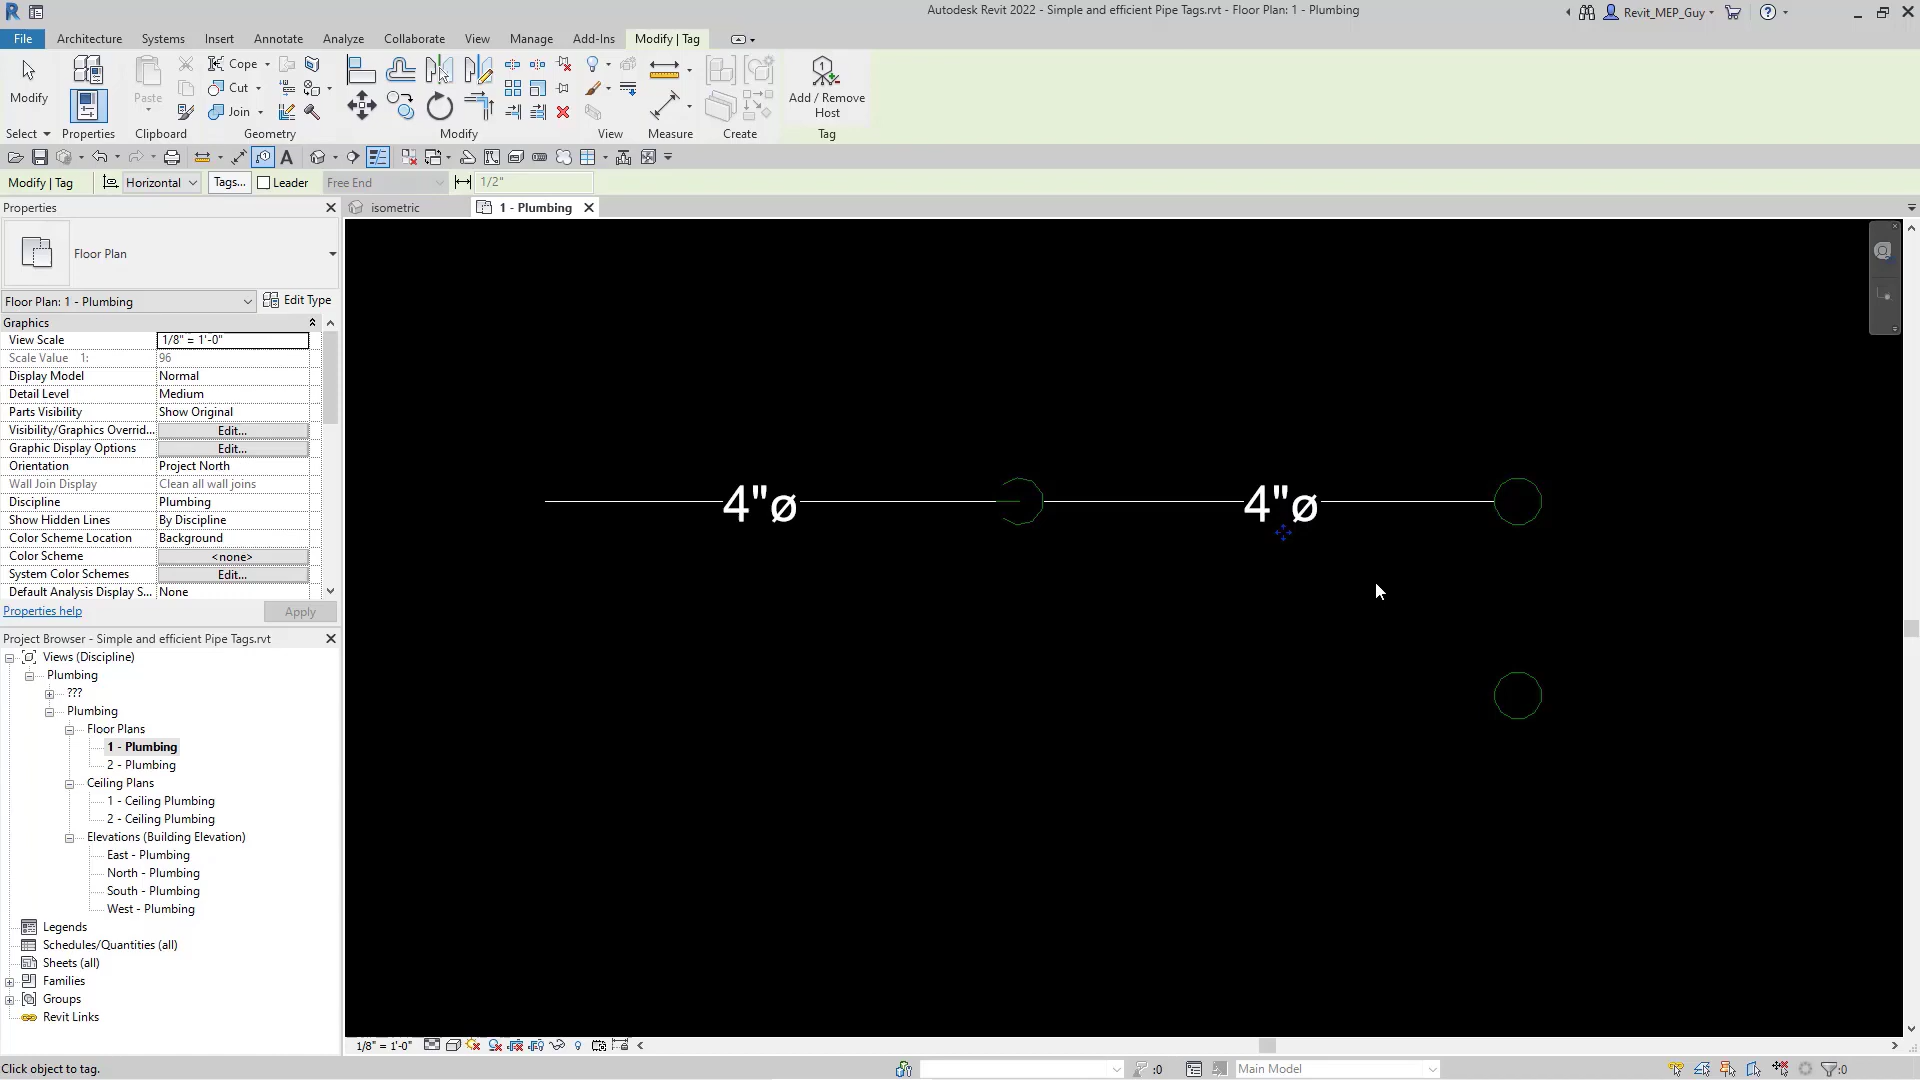 Autodesk Revit 2022 - Simple and efficient Pipe Tags.rvt - Floor Plan: 1 - Plumbing
Revit_MEP_Guy
File Architecture Systems Insert Annotate Analyze Collaborate View Manage Add-Ins Modify | Tag
Cope
Cut
Join
Modify
Paste
Add / Remove
Host
Select Properties Clipboard Geometry Modify View Measure Create Tag
Modify | Tag Horizontal Tags... Leader Free End 1/2"
Properties
isometric
1 - Plumbing
Floor Plan
Floor Plan: 1 - Plumbing Edit Type
Graphics
View Scale 1/8" = 1'-0"
Scale Value 1: 96
Display Model Normal
Detail Level Medium
Parts Visibility Show Original
Visibility/Graphics Overrid... Edit...
Graphic Display Options Edit...
Orientation Project North
Wall Join Display Clean all wall joins
Discipline Plumbing
Show Hidden Lines By Discipline
Color Scheme Location Background
Color Scheme <none>
System Color Schemes Edit...
Default Analysis Display S... None
Properties help Apply
4"ø 4"ø
Project Browser - Simple and efficient Pipe Tags.rvt
Views (Discipline)
Plumbing
???
Plumbing
Floor Plans
1 - Plumbing
2 - Plumbing
Ceiling Plans
1 - Ceiling Plumbing
2 - Ceiling Plumbing
Elevations (Building Elevation)
East - Plumbing
North - Plumbing
South - Plumbing
West - Plumbing
Legends
Schedules/Quantities (all)
Sheets (all)
Families
Groups
Revit Links
1/8" = 1'-0"
Click object to tag. :0 Main Model :0